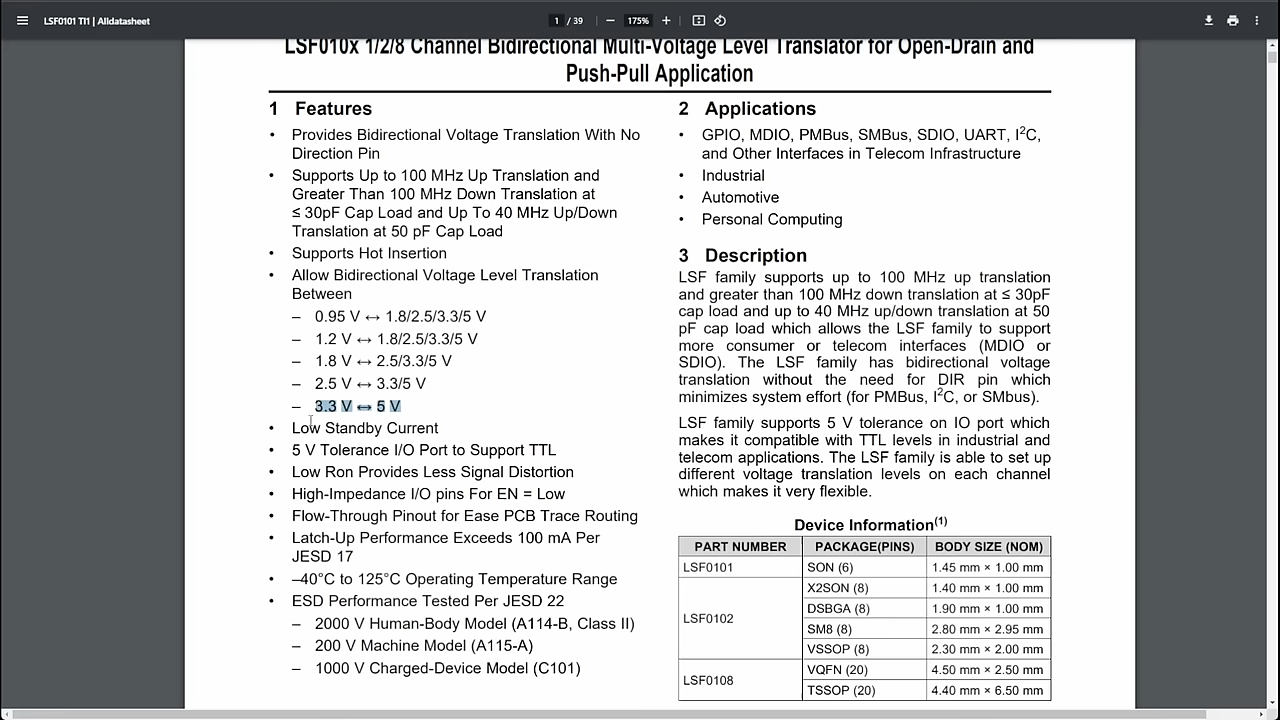 LSF0101 TI1 | Alldatasheet
1 / 39
175%
LSF010x 1/2/8 Channel Bidirectional Multi-Voltage Level Translator for Open-Drain and
Push-Pull Application
1 Features
• Provides Bidirectional Voltage Translation With No
Direction Pin
• Supports Up to 100 MHz Up Translation and
Greater Than 100 MHz Down Translation at
≤ 30pF Cap Load and Up To 40 MHz Up/Down
Translation at 50 pF Cap Load
• Supports Hot Insertion
• Allow Bidirectional Voltage Level Translation
Between
– 0.95 V ↔ 1.8/2.5/3.3/5 V
– 1.2 V ↔ 1.8/2.5/3.3/5 V
– 1.8 V ↔ 2.5/3.3/5 V
– 2.5 V ↔ 3.3/5 V
– 3.3 V ↔ 5 V
• Low Standby Current
• 5 V Tolerance I/O Port to Support TTL
• Low Ron Provides Less Signal Distortion
• High-Impedance I/O pins For EN = Low
• Flow-Through Pinout for Ease PCB Trace Routing
• Latch-Up Performance Exceeds 100 mA Per
JESD 17
• –40°C to 125°C Operating Temperature Range
• ESD Performance Tested Per JESD 22
– 2000 V Human-Body Model (A114-B, Class II)
– 200 V Machine Model (A115-A)
– 1000 V Charged-Device Model (C101)
2 Applications
• GPIO, MDIO, PMBus, SMBus, SDIO, UART, I²C,
and Other Interfaces in Telecom Infrastructure
• Industrial
• Automotive
• Personal Computing
3 Description
LSF family supports up to 100 MHz up translation
and greater than 100 MHz down translation at ≤ 30pF
cap load and up to 40 MHz up/down translation at 50
pF cap load which allows the LSF family to support
more consumer or telecom interfaces (MDIO or
SDIO). The LSF family has bidirectional voltage
translation without the need for DIR pin which
minimizes system effort (for PMBus, I²C, or SMbus).
LSF family supports 5 V tolerance on IO port which
makes it compatible with TTL levels in industrial and
telecom applications. The LSF family is able to set up
different voltage translation levels on each channel
which makes it very flexible.
Device Information(1)
PART NUMBER PACKAGE(PINS) BODY SIZE (NOM)
LSF0101 SON (6) 1.45 mm × 1.00 mm
LSF0102 X2SON (8) 1.40 mm × 1.00 mm
DSBGA (8) 1.90 mm × 1.00 mm
SM8 (8) 2.80 mm × 2.95 mm
VSSOP (8) 2.30 mm × 2.00 mm
LSF0108 VQFN (20) 4.50 mm × 2.50 mm
TSSOP (20) 4.40 mm × 6.50 mm